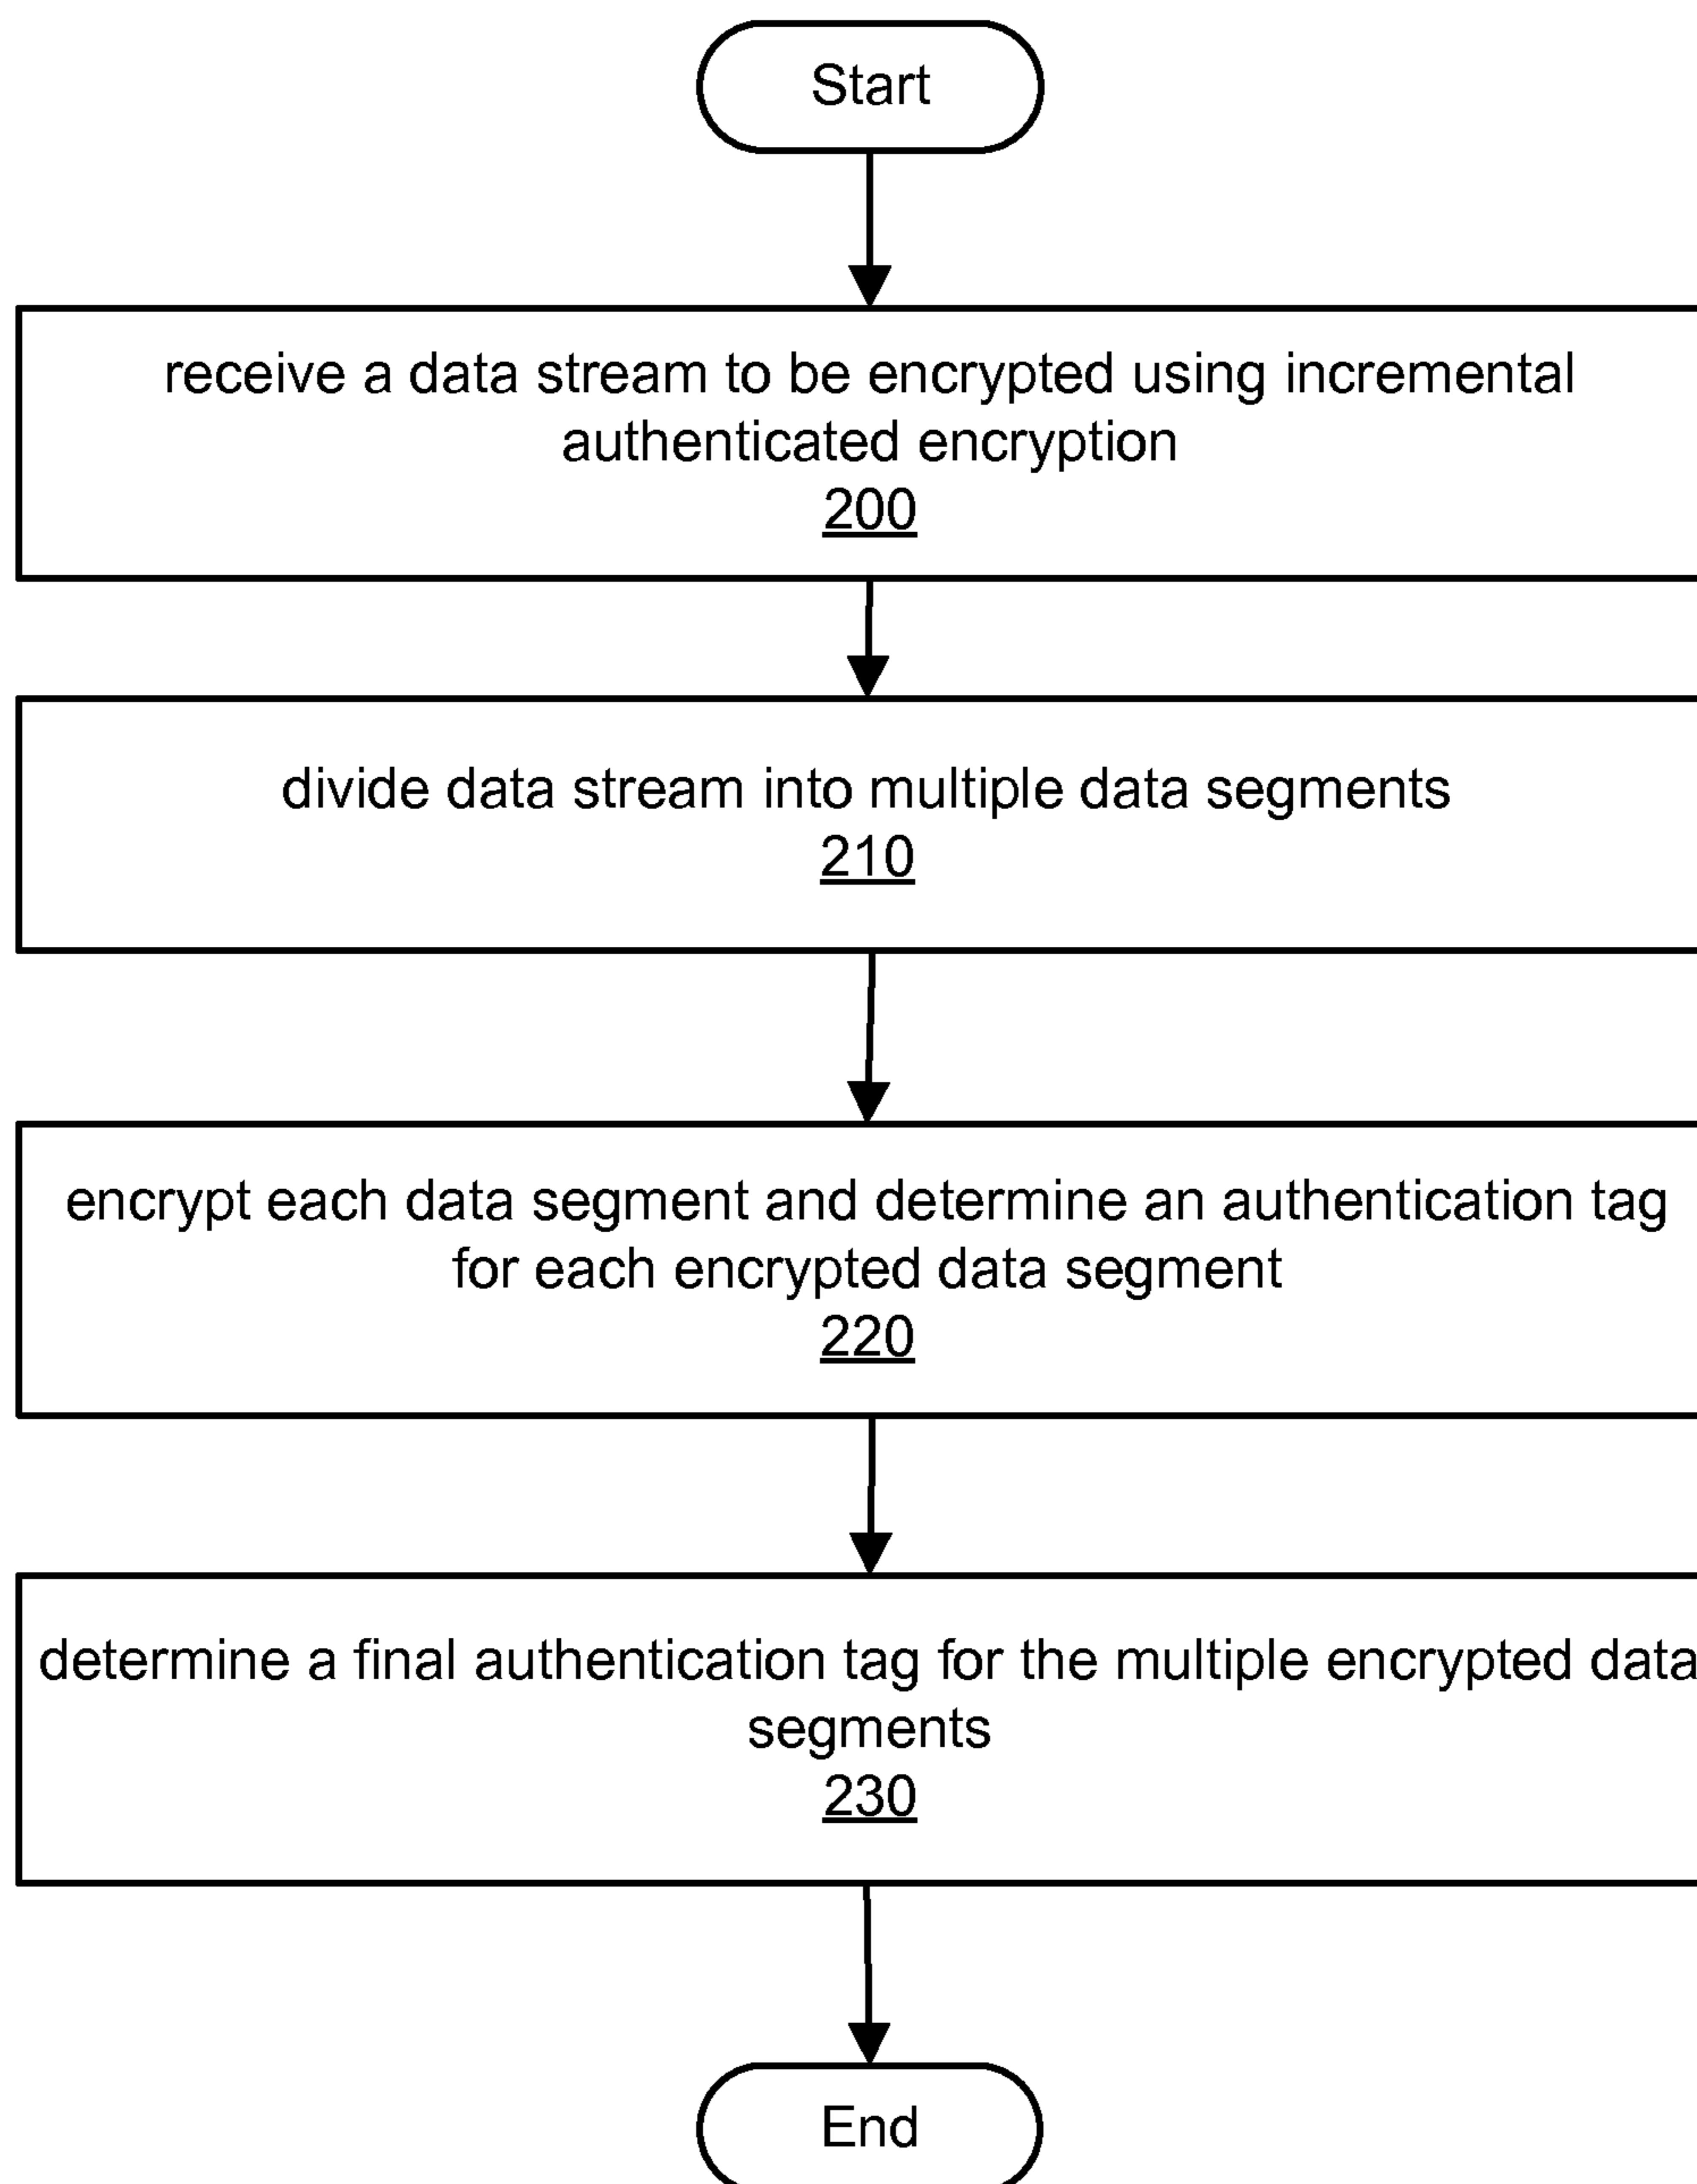 Start
receive a data stream to be encrypted using incremental
authenticated encryption
200
divide data stream into multiple data segments
210
encrypt each data segment and determine an authentication tag
for each encrypted data segment
220
determine a final authentication tag for the multiple encrypted data
segments
230
End